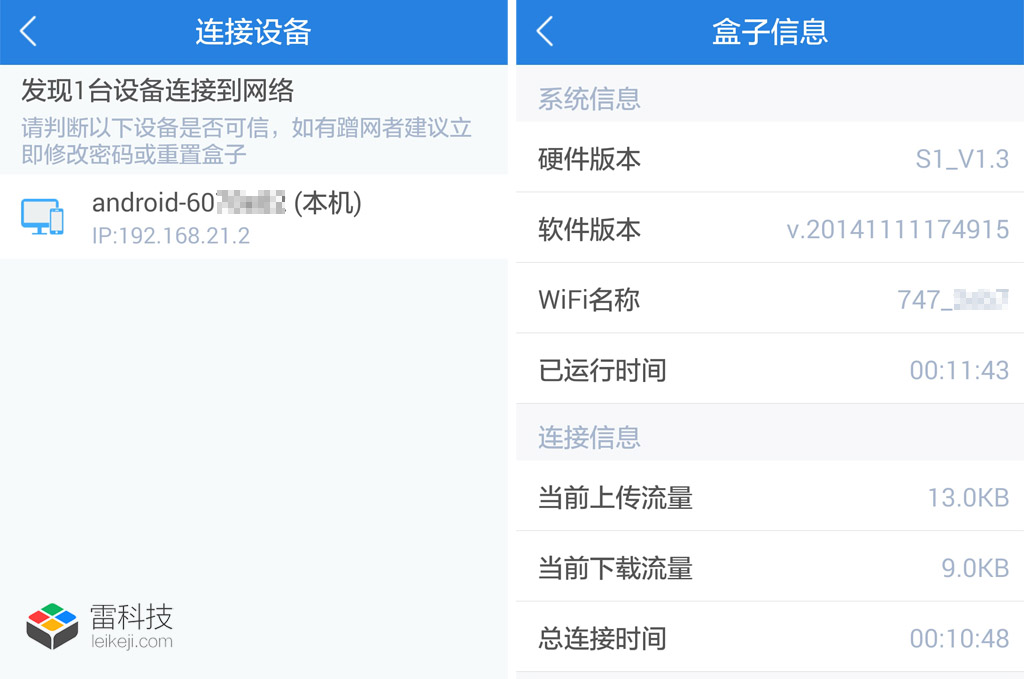 连接设备
发现1台设备连接到网络
请判断以下设备是否可信，如有蹭网者建议立
即修改密码或重置盒子
android-60 (本机)
IP:192.168.21.2
雷科技
leikeji.com
盒子信息
系统信息
硬件版本 S1_V1.3
软件版本 v.20141111174915
WiFi名称 747_
已运行时间 00:11:43
连接信息
当前上传流量 13.0KB
当前下载流量 9.0KB
总连接时间 00:10:48